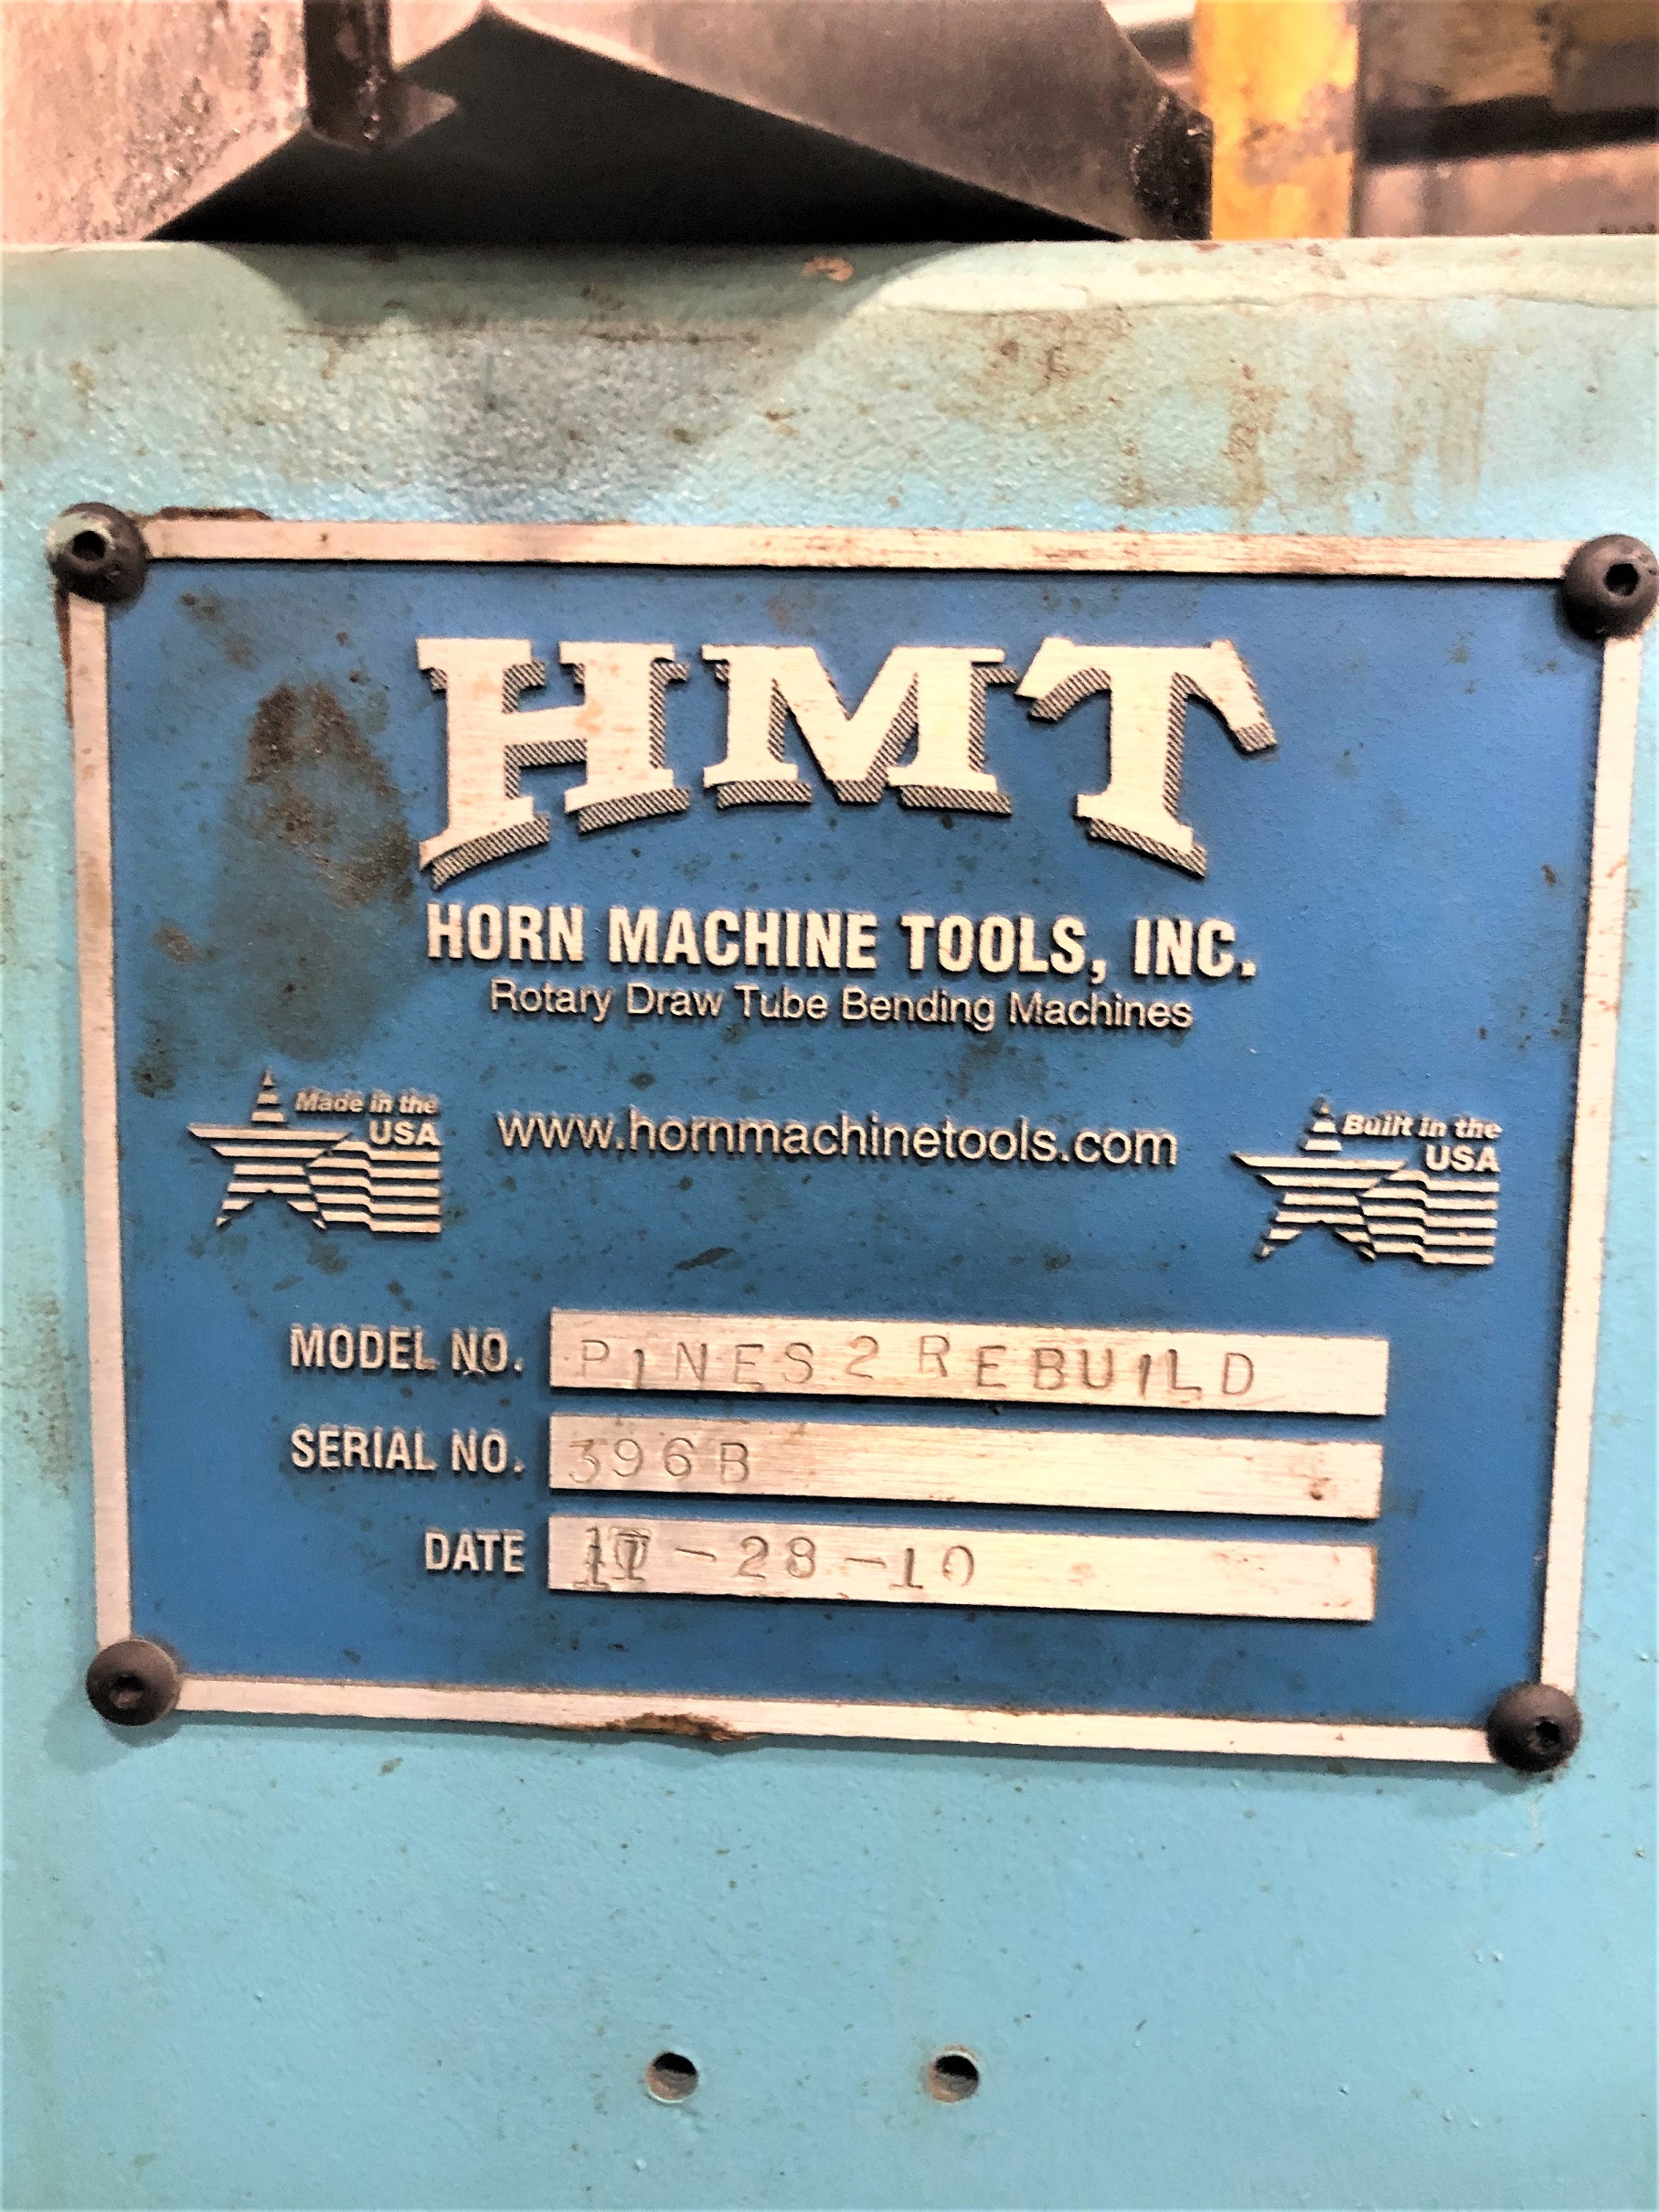 HMT
HORN MACHINE TOOLS, INC.
Rotary Draw Tube Bending Machines
Made in the
USA
www.hornmachinetools.com
Built in the
USA
MODEL NO. PINES 2 REBUILD
SERIAL NO. 396B
DATE -28-10